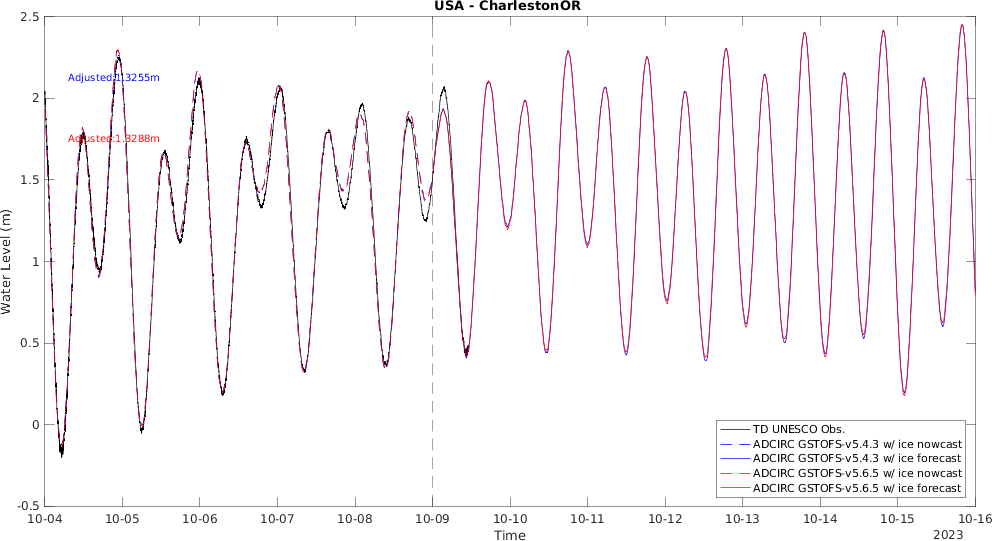 USA - CharlestonOR
2.5
2
1.5
1
0.5
0
-0.5
Water Level (m)
Adjusted:1.3255m
Adjusted:1.3288m
TD UNESCO Obs.
ADCIRC GSTOFS-v5.4.3 w/ ice nowcast
ADCIRC GSTOFS-v5.4.3 w/ ice forecast
ADCIRC GSTOFS-v5.6.5 w/ ice nowcast
ADCIRC GSTOFS-v5.6.5 w/ ice forecast
10-04 10-05 10-06 10-07 10-08 10-09 10-10 10-11 10-12 10-13 10-14 10-15 10-16
Time
2023